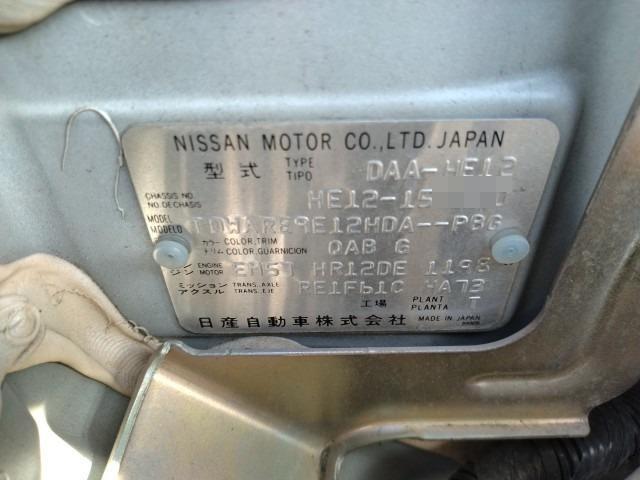 NISSAN MOTOR CO.,LTD. JAPAN
型式 TYPE TIPO DAA-HE12
CHASSIS NO. NO.DECHASIS HE12-15 0
MODEL MODELO
カラー COLOR,TRIM トリム COLOR,GUARNICION QAB G
ジン ENGINE MOTOR EM57 HR12DE 1198
ミッション TRANS.AXLE アクスル TRANS.EJE RE1F61C HA73
工場 PLANT PLANTA T
日産自動車株式会社 MADE IN JAPAN